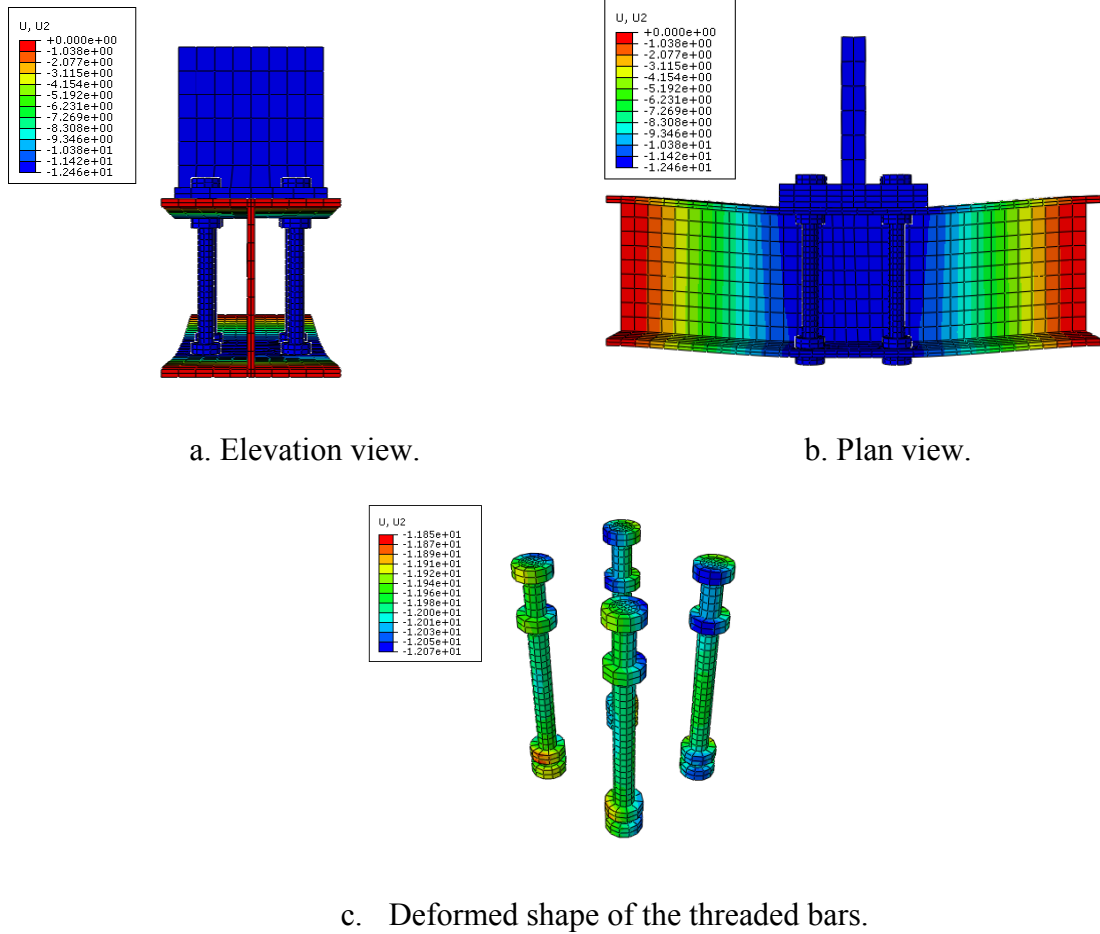 U, U2
+0.000e+00
-1.038e+00
-2.077e+00
-3.115e+00
-4.154e+00
-5.192e+00
-6.231e+00
-7.269e+00
-8.308e+00
-9.346e+00
-1.038e+01
-1.142e+01
-1.246e+01
U, U2
+0.000e+00
-1.038e+00
-2.077e+00
-3.115e+00
-4.154e+00
-5.192e+00
-6.231e+00
-7.269e+00
-8.308e+00
-9.346e+00
-1.038e+01
-1.142e+01
-1.246e+01
a. Elevation view.
b. Plan view.
U, U2
-1.185e+01
-1.187e+01
-1.189e+01
-1.191e+01
-1.192e+01
-1.194e+01
-1.196e+01
-1.198e+01
-1.200e+01
-1.201e+01
-1.203e+01
-1.205e+01
-1.207e+01
c. Deformed shape of the threaded bars.